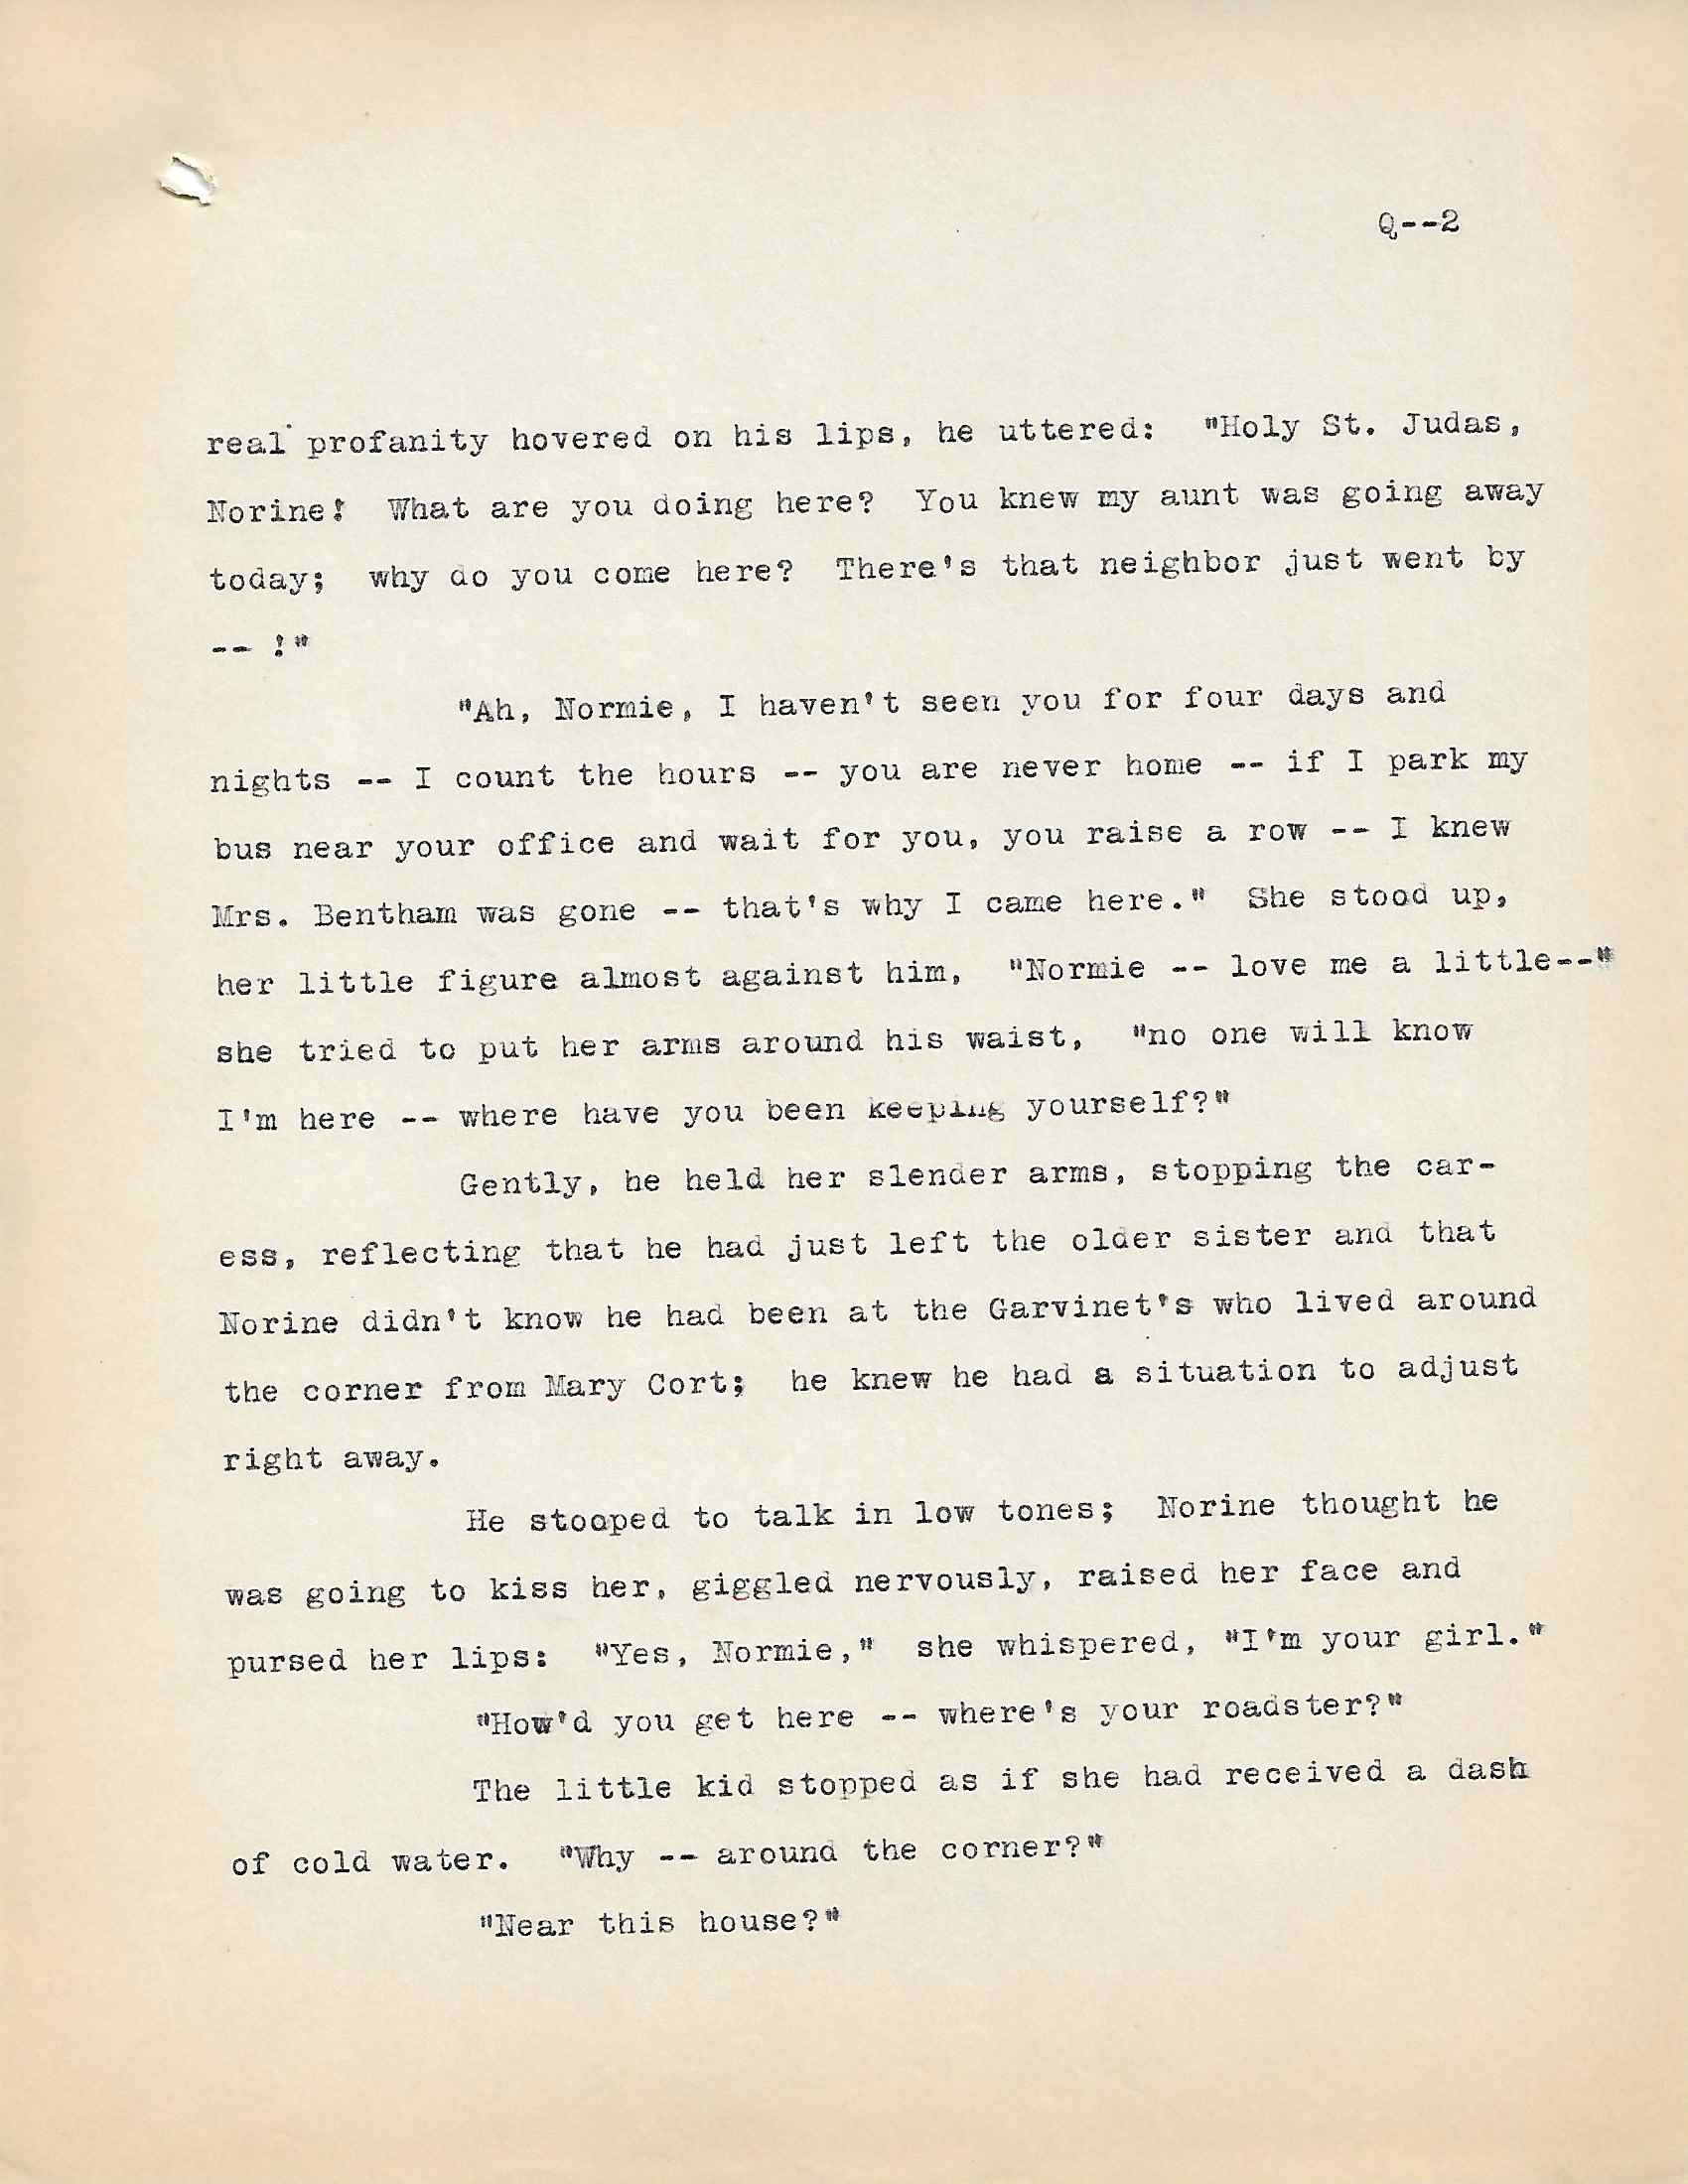 Q--2
real profanity hovered on his lips, he uttered:  "Holy St. Judas,
Norine!  What are you doing here?  You knew my aunt was going away
today;  why do you come here?  There's that neighbor just went by
-- !"
"Ah, Normie, I haven't seen you for four days and
nights -- I count the hours -- you are never home -- if I park my
bus near your office and wait for you, you raise a row -- I knew
Mrs. Bentham was gone -- that's why I came here."  She stood up,
her little figure almost against him,  "Normie -- love me a little--"
she tried to put her arms around his waist,  "no one will know
I'm here -- where have you been keeping yourself?"
Gently, he held her slender arms, stopping the car-
ess, reflecting that he had just left the older sister and that
Norine didn't know he had been at the Garvinet's who lived around
the corner from Mary Cort;  he knew he had a situation to adjust
right away.
He stooped to talk in low tones;  Norine thought he
was going to kiss her, giggled nervously, raised her face and
pursed her lips:  "Yes, Normie,"  she whispered, "I'm your girl."
"How'd you get here -- where's your roadster?"
The little kid stopped as if she had received a dash
of cold water.  "Why -- around the corner?"
"Near this house?"